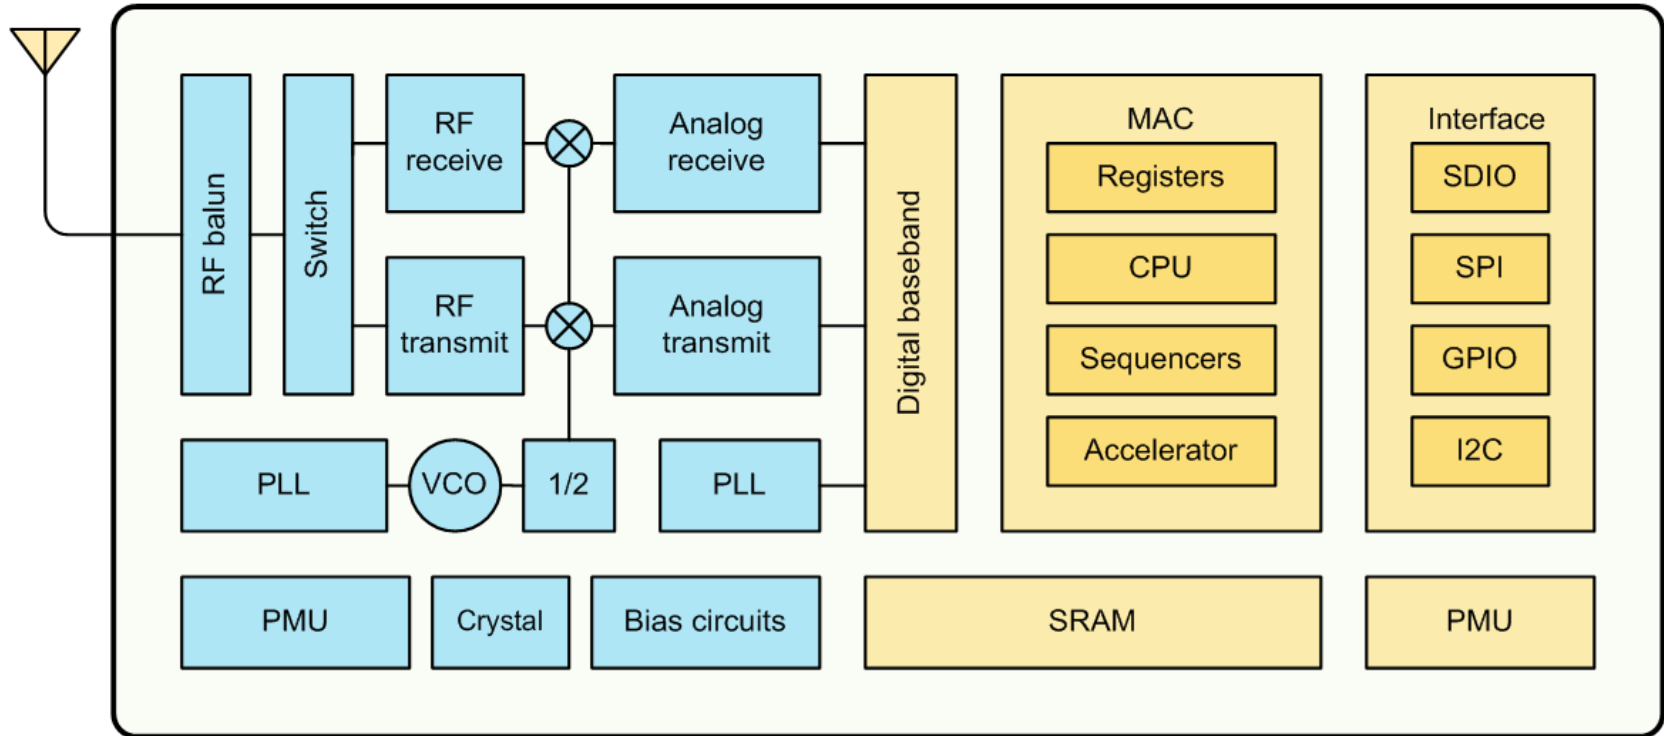 RF balun
Switch
RF
receive
Analog
receive
RF
transmit
Analog
transmit
PLL
VCO
1/2
PLL
Digital baseband
MAC
Registers
CPU
Sequencers
Accelerator
Interface
SDIO
SPI
GPIO
I2C
PMU
Crystal
Bias circuits
SRAM
PMU